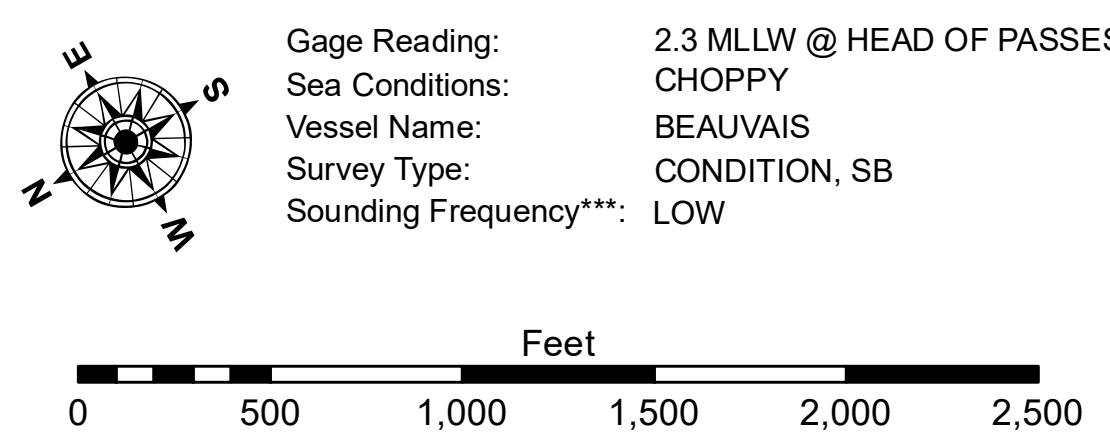 E
S
N
W
Gage Reading: 2.3 MLLW @ HEAD OF PASSES
Sea Conditions: CHOPPY
Vessel Name: BEAUVAIS
Survey Type: CONDITION, SB
Sounding Frequency***: LOW
Feet
0 500 1,000 1,500 2,000 2,500